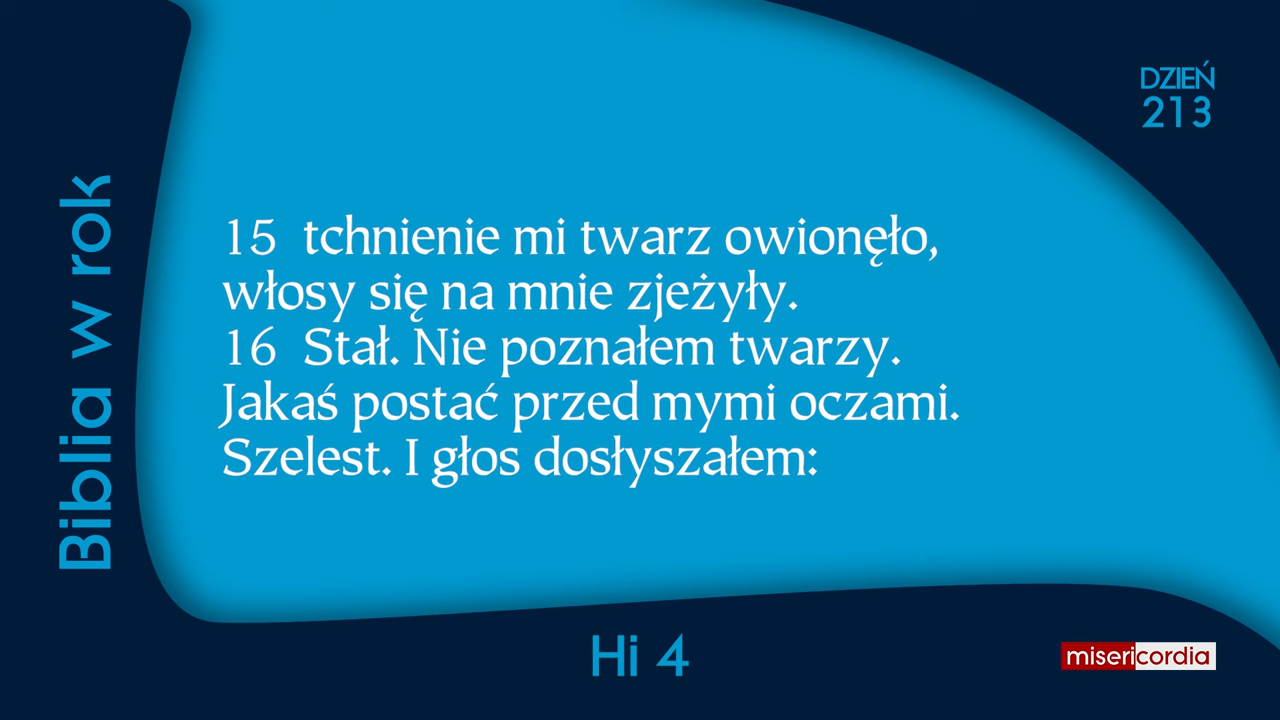 DZIEŃ
213
Biblia w rok
15 tchnienie mi twarz owionęło,
włosy się na mnie zjeżyły.
16 Stał. Nie poznałem twarzy.
Jakaś postać przed mymi oczami.
Szelest. I głos dosłyszałem:
Hi 4
misericordia